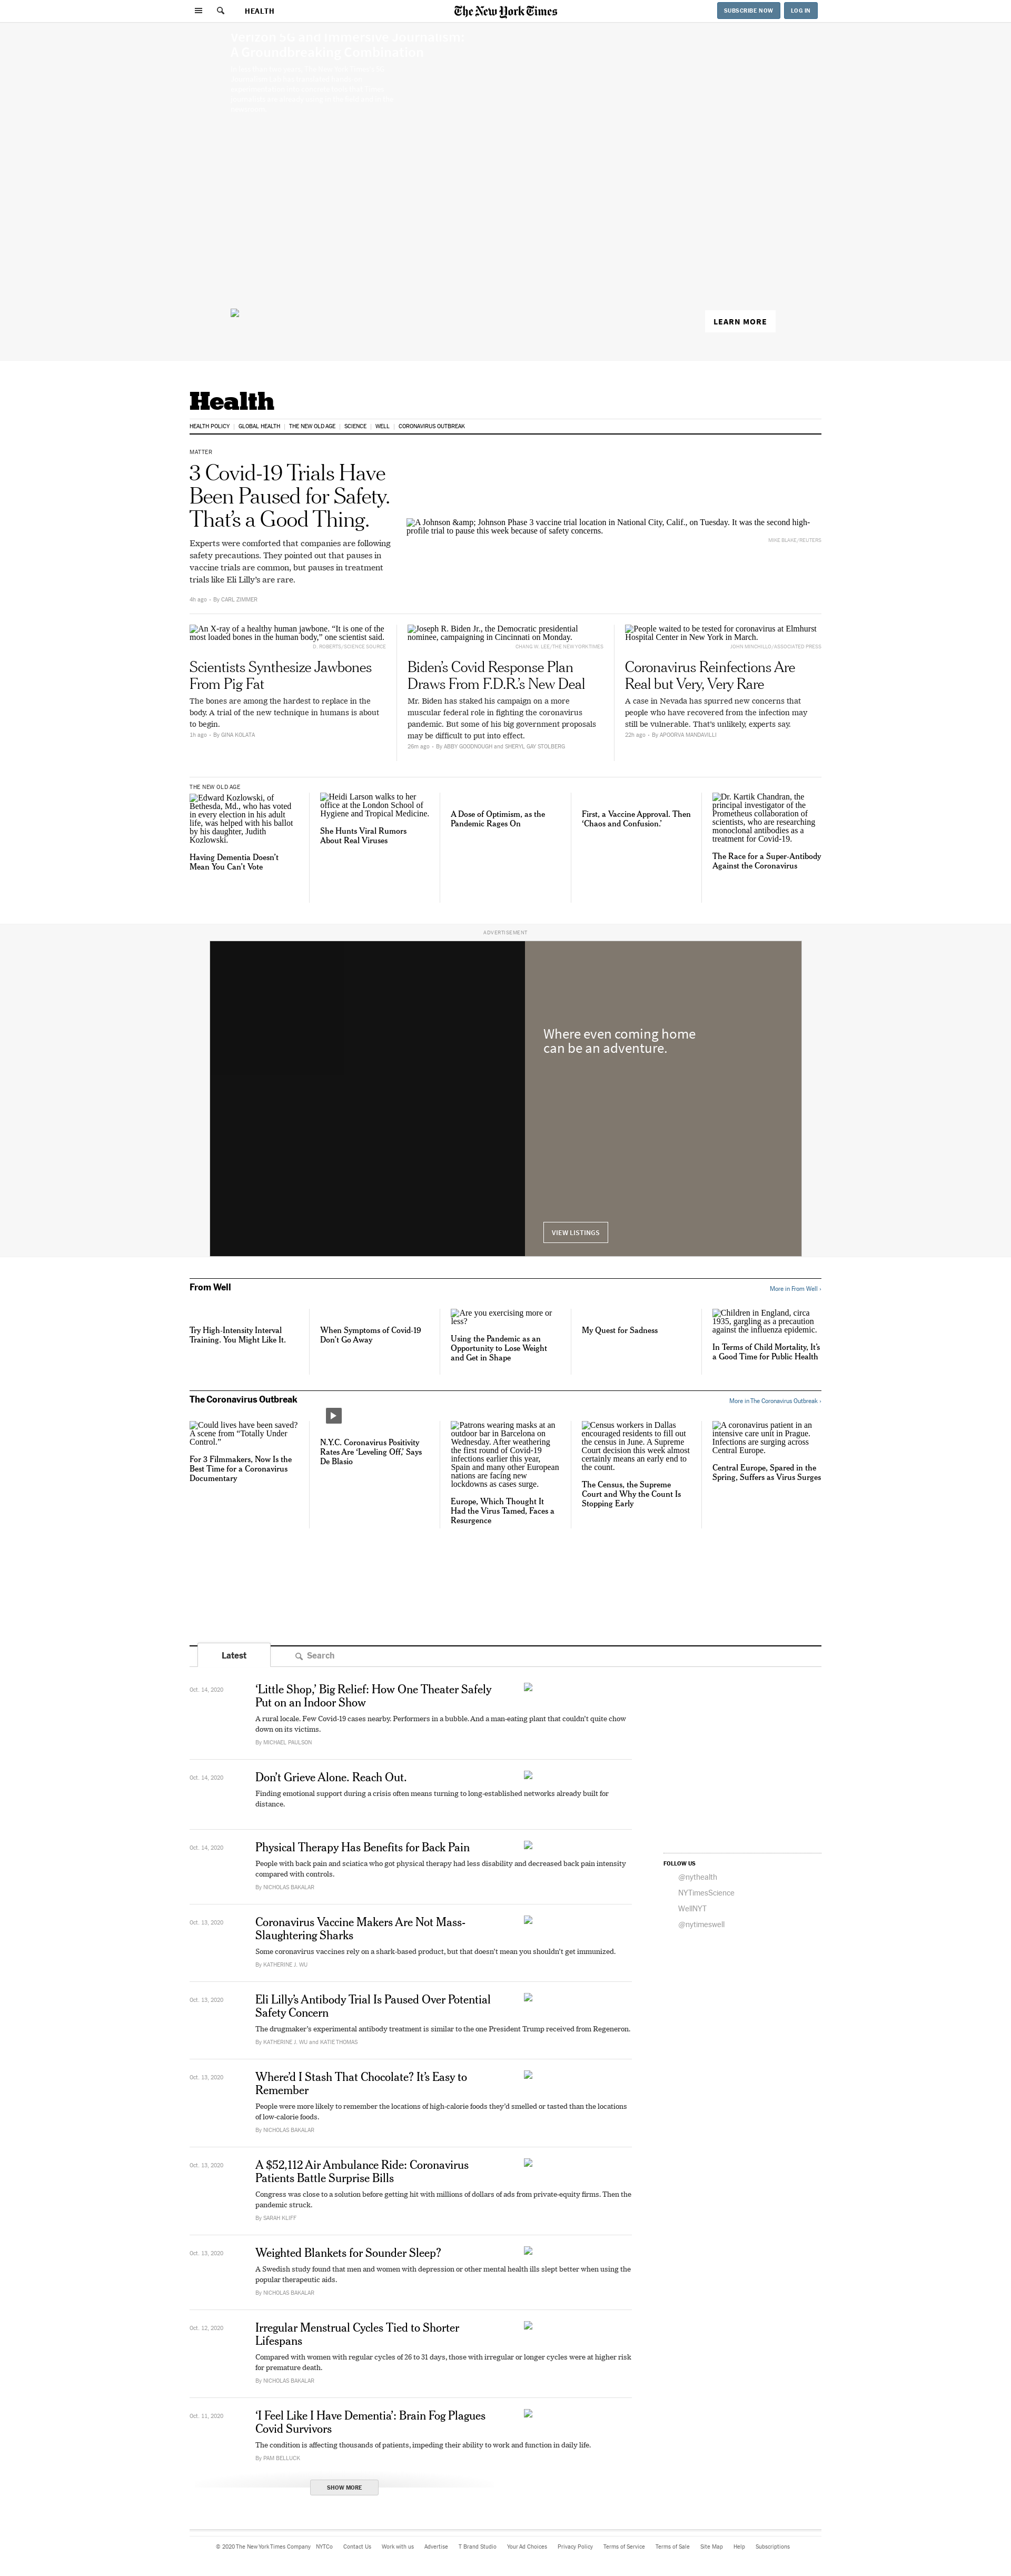 HEALTH
The New York Times
SUBSCRIBE NOW
LOG IN
Verizon 5G and Immersive Journalism:
A Groundbreaking Combination
LEARN MORE
Health
HEALTH POLICY
GLOBAL HEALTH
THE NEW OLD AGE
SCIENCE
WELL
CORONAVIRUS OUTBREAK
MATTER
3 Covid-19 Trials Have
Been Paused for Safety.
That’s a Good Thing.
Experts were comforted that companies are following
safety precautions. They pointed out that pauses in
vaccine trials are common, but pauses in treatment
trials like Eli Lilly’s are rare.
4h ago - By CARL ZIMMER
A Johnson &amp; Johnson Phase 3 vaccine trial location in National City, Calif., on Tuesday. It was the second high-
profile trial to pause this week because of safety concerns.
MIKE BLAKE/REUTERS
An X-ray of a healthy human jawbone. “It is one of the
most loaded bones in the human body,” one scientist said.
D. ROBERTS/SCIENCE SOURCE
Scientists Synthesize Jawbones
From Pig Fat
The bones are among the hardest to replace in the
body. A trial of the new technique in humans is about
to begin.
1h ago - By GINA KOLATA
Joseph R. Biden Jr., the Democratic presidential
nominee, campaigning in Cincinnati on Monday.
CHANG W. LEE/THE NEW YORK TIMES
Biden’s Covid Response Plan
Draws From F.D.R.’s New Deal
Mr. Biden has staked his campaign on a more
muscular federal role in fighting the coronavirus
pandemic. But some of his big government proposals
may be difficult to put into effect.
26m ago - By ABBY GOODNOUGH and SHERYL GAY STOLBERG
People waited to be tested for coronavirus at Elmhurst
Hospital Center in New York in March.
JOHN MINCHILLO/ASSOCIATED PRESS
Coronavirus Reinfections Are
Real but Very, Very Rare
A case in Nevada has spurred new concerns that
people who have recovered from the infection may
still be vulnerable. That’s unlikely, experts say.
22h ago - By APOORVA MANDAVILLI
THE NEW OLD AGE
Edward Kozlowski, of
Bethesda, Md., who has voted
in every election in his adult
life, was helped with his ballot
by his daughter, Judith
Kozlowski.
Having Dementia Doesn’t
Mean You Can’t Vote
Heidi Larson walks to her
office at the London School of
Hygiene and Tropical Medicine.
She Hunts Viral Rumors
About Real Viruses
A Dose of Optimism, as the
Pandemic Rages On
First, a Vaccine Approval. Then
‘Chaos and Confusion.’
Dr. Kartik Chandran, the
principal investigator of the
Prometheus collaboration of
scientists, who are researching
monoclonal antibodies as a
treatment for Covid-19.
The Race for a Super-Antibody
Against the Coronavirus
ADVERTISEMENT
Where even coming home
can be an adventure.
VIEW LISTINGS
From Well
More in From Well ›
Try High-Intensity Interval
Training. You Might Like It.
When Symptoms of Covid-19
Don’t Go Away
Are you exercising more or
less?
Using the Pandemic as an
Opportunity to Lose Weight
and Get in Shape
My Quest for Sadness
Children in England, circa
1935, gargling as a precaution
against the influenza epidemic.
In Terms of Child Mortality, It’s
a Good Time for Public Health
The Coronavirus Outbreak
More in The Coronavirus Outbreak ›
Could lives have been saved?
A scene from “Totally Under
Control.”
For 3 Filmmakers, Now Is the
Best Time for a Coronavirus
Documentary
N.Y.C. Coronavirus Positivity
Rates Are ‘Leveling Off,’ Says
De Blasio
Patrons wearing masks at an
outdoor bar in Barcelona on
Wednesday. After weathering
the first round of Covid-19
infections earlier this year,
Spain and many other European
nations are facing new
lockdowns as cases surge.
Europe, Which Thought It
Had the Virus Tamed, Faces a
Resurgence
Census workers in Dallas
encouraged residents to fill out
the census in June. A Supreme
Court decision this week almost
certainly means an early end to
the count.
The Census, the Supreme
Court and Why the Count Is
Stopping Early
A coronavirus patient in an
intensive care unit in Prague.
Infections are surging across
Central Europe.
Central Europe, Spared in the
Spring, Suffers as Virus Surges
Latest
Search
Oct. 14, 2020
‘Little Shop,’ Big Relief: How One Theater Safely
Put on an Indoor Show
A rural locale. Few Covid-19 cases nearby. Performers in a bubble. And a man-eating plant that couldn’t quite chow
down on its victims.
By MICHAEL PAULSON
Oct. 14, 2020
Don’t Grieve Alone. Reach Out.
Finding emotional support during a crisis often means turning to long-established networks already built for
distance.
Oct. 14, 2020
Physical Therapy Has Benefits for Back Pain
People with back pain and sciatica who got physical therapy had less disability and decreased back pain intensity
compared with controls.
By NICHOLAS BAKALAR
FOLLOW US
@nythealth
NYTimesScience
WellNYT
@nytimeswell
Oct. 13, 2020
Coronavirus Vaccine Makers Are Not Mass-
Slaughtering Sharks
Some coronavirus vaccines rely on a shark-based product, but that doesn’t mean you shouldn’t get immunized.
By KATHERINE J. WU
Oct. 13, 2020
Eli Lilly’s Antibody Trial Is Paused Over Potential
Safety Concern
The drugmaker’s experimental antibody treatment is similar to the one President Trump received from Regeneron.
By KATHERINE J. WU and KATIE THOMAS
Oct. 13, 2020
Where’d I Stash That Chocolate? It’s Easy to
Remember
People were more likely to remember the locations of high-calorie foods they’d smelled or tasted than the locations
of low-calorie foods.
By NICHOLAS BAKALAR
Oct. 13, 2020
A $52,112 Air Ambulance Ride: Coronavirus
Patients Battle Surprise Bills
Congress was close to a solution before getting hit with millions of dollars of ads from private-equity firms. Then the
pandemic struck.
By SARAH KLIFF
Oct. 13, 2020
Weighted Blankets for Sounder Sleep?
A Swedish study found that men and women with depression or other mental health ills slept better when using the
popular therapeutic aids.
By NICHOLAS BAKALAR
Oct. 12, 2020
Irregular Menstrual Cycles Tied to Shorter
Lifespans
Compared with women with regular cycles of 26 to 31 days, those with irregular or longer cycles were at higher risk
for premature death.
By NICHOLAS BAKALAR
Oct. 11, 2020
‘I Feel Like I Have Dementia’: Brain Fog Plagues
Covid Survivors
The condition is affecting thousands of patients, impeding their ability to work and function in daily life.
By PAM BELLUCK
SHOW MORE
© 2020 The New York Times Company
NYTCo
Contact Us
Work with us
Advertise
T Brand Studio
Your Ad Choices
Privacy Policy
Terms of Service
Terms of Sale
Site Map
Help
Subscriptions